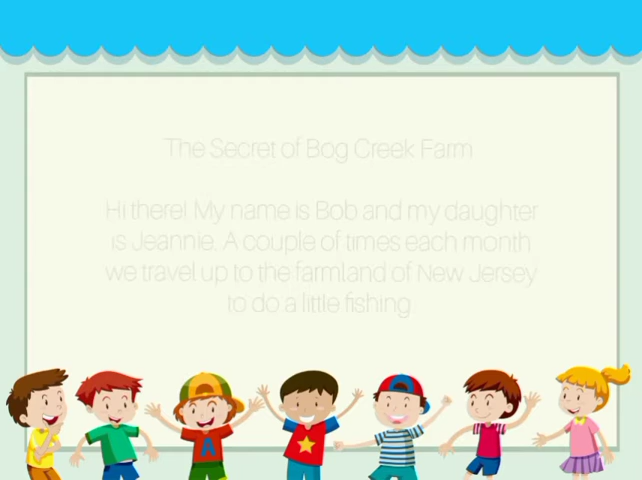 The Secret of Bog Creek Farm
Hi there! My name is Bob and my daughter
is Jeannie. A couple of times each month
we travel up to the farmland of New Jersey
to do a little fishing